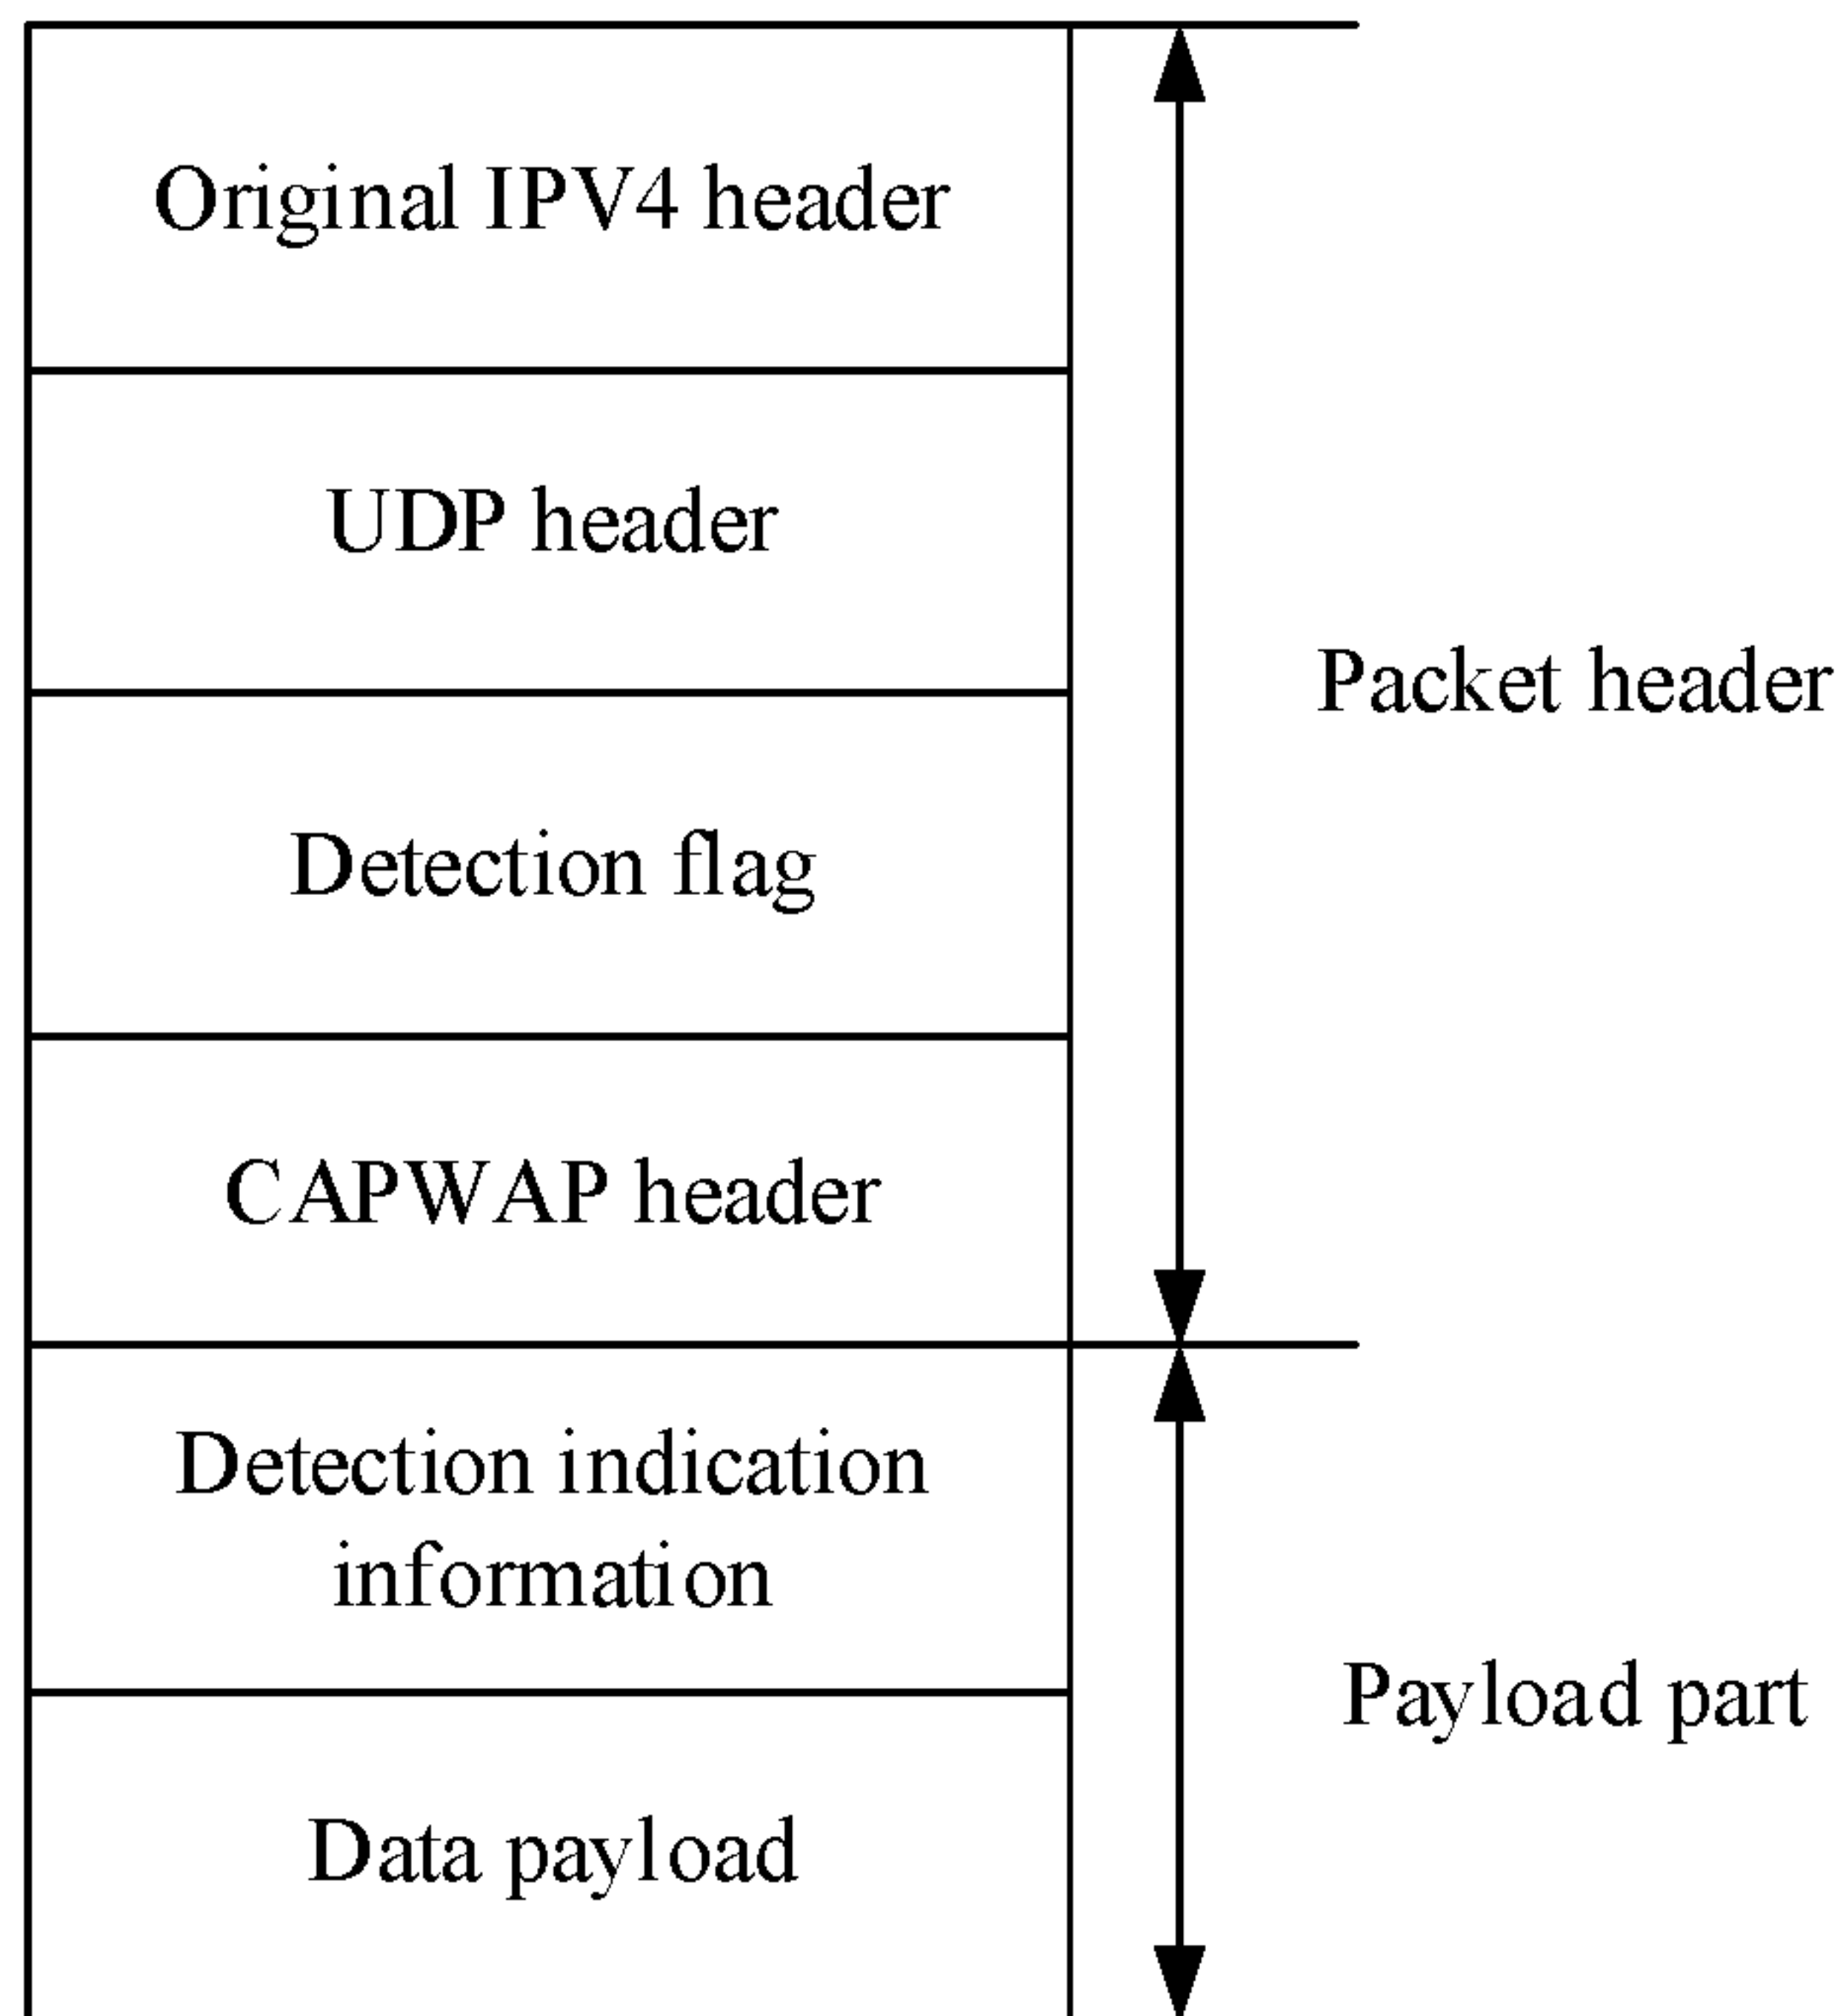 Original IPV4 header
UDP header
Detection flag
CAPWAP header
Packet header
Detection indication
information
Data payload
Payload part